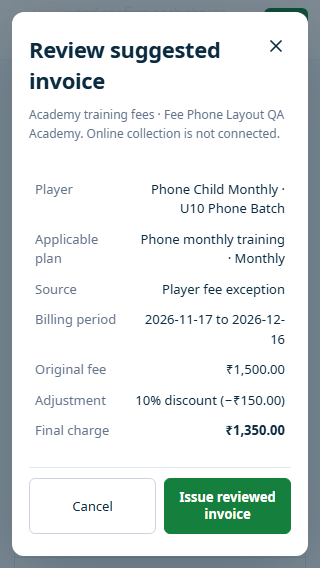 Review suggested
invoice
Academy training fees · Fee Phone Layout QA
Academy. Online collection is not connected.
Player Phone Child Monthly ·
U10 Phone Batch
Applicable Phone monthly training
plan · Monthly
Source Player fee exception
Billing period 2026-11-17 to 2026-12-
16
Original fee ₹1,500.00
Adjustment 10% discount (−₹150.00)
Final charge ₹1,350.00
Cancel Issue reviewed
invoice